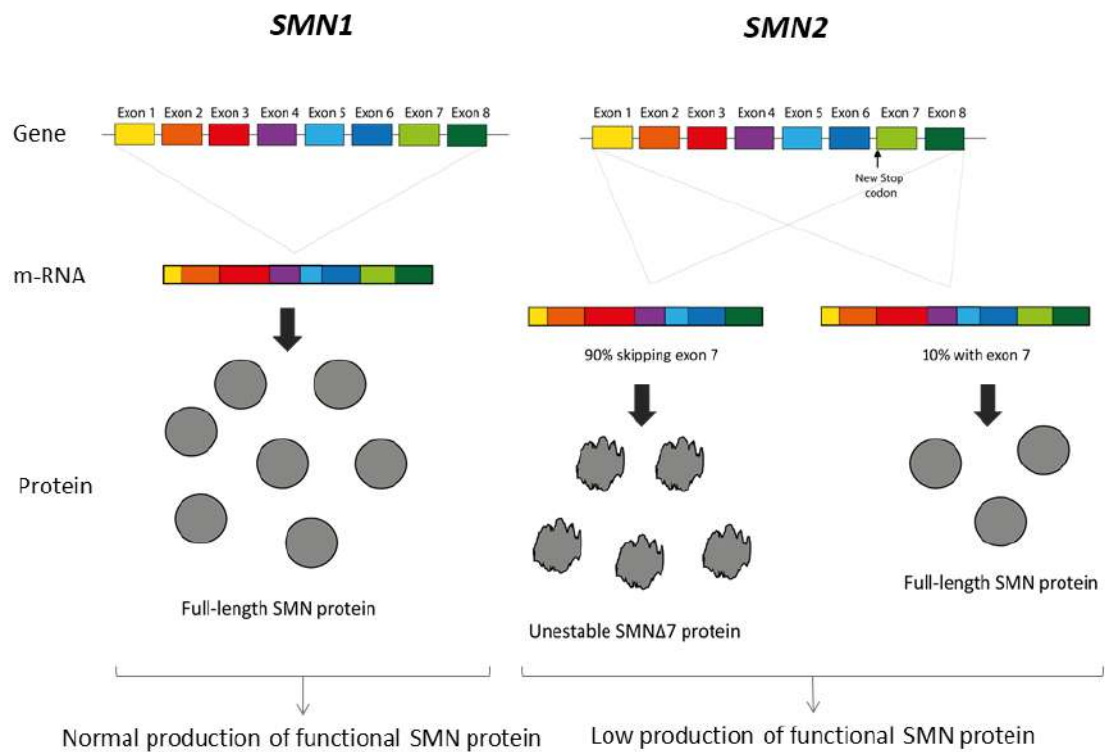 SMN1
SMN2
Exon 1 Exon 2 Exon 3 Exon 4 Exon 5 Exon 6 Exon 7 Exon 8
Exon 1 Exon 2 Exon 3 Exon 4 Exon 5 Exon 6 Exon 7 Exon 8
Gene
New Stop
codon
m-RNA
90% skipping exon 7
10% with exon 7
Protein
Full-length SMN protein
Unestable SMNΔ7 protein
Full-length SMN protein
Normal production of functional SMN protein
Low production of functional SMN protein